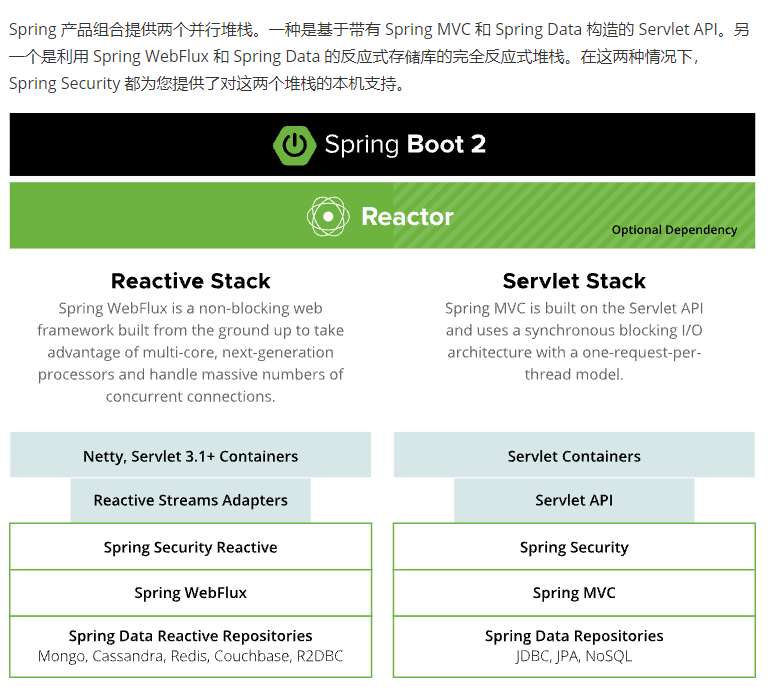 Spring 产品组合提供两个并行堆栈。一种是基于带有 Spring MVC 和 Spring Data 构造的 Servlet API。另
一个是利用 Spring WebFlux 和 Spring Data 的反应式存储库的完全反应式堆栈。在这两种情况下，
Spring Security 都为您提供了对这两个堆栈的本机支持。
Spring Boot 2
Reactor
Optional Dependency
Reactive Stack
Spring WebFlux is a non-blocking web
framework built from the ground up to take
advantage of multi-core, next-generation
processors and handle massive numbers of
concurrent connections.
Netty, Servlet 3.1+ Containers
Reactive Streams Adapters
Spring Security Reactive
Spring WebFlux
Spring Data Reactive Repositories
Mongo, Cassandra, Redis, Couchbase, R2DBC
Servlet Stack
Spring MVC is built on the Servlet API
and uses a synchronous blocking I/O
architecture with a one-request-per-
thread model.
Servlet Containers
Servlet API
Spring Security
Spring MVC
Spring Data Repositories
JDBC, JPA, NoSQL